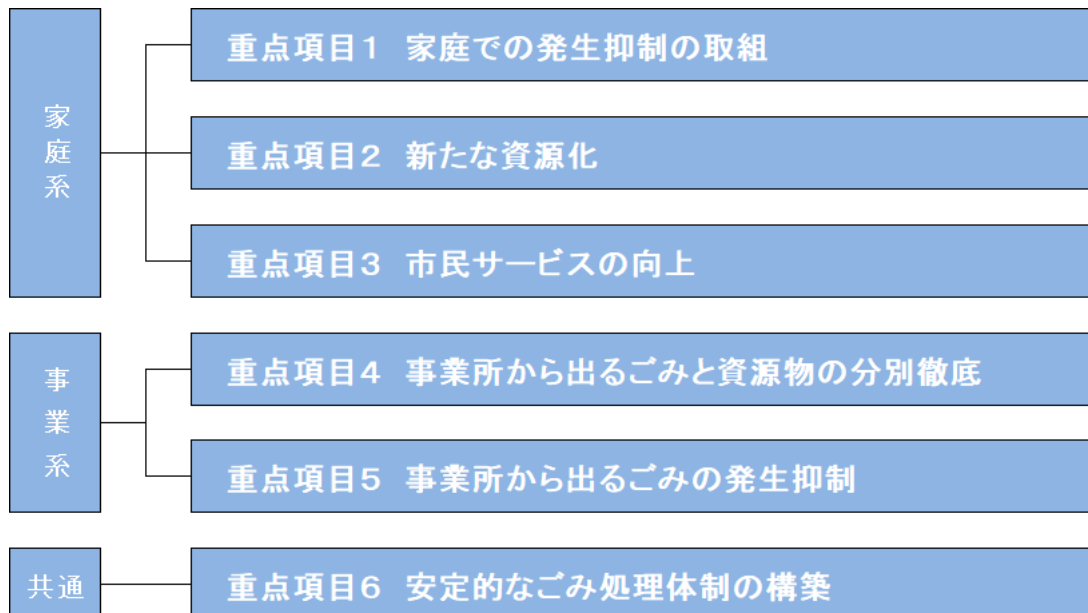 家庭系
重点項目1 家庭での発生抑制の取組
重点項目2 新たな資源化
重点項目3 市民サービスの向上
事業系
重点項目4 事業所から出るごみと資源物の分別徹底
重点項目5 事業所から出るごみの発生抑制
共通
重点項目6 安定的なごみ処理体制の構築